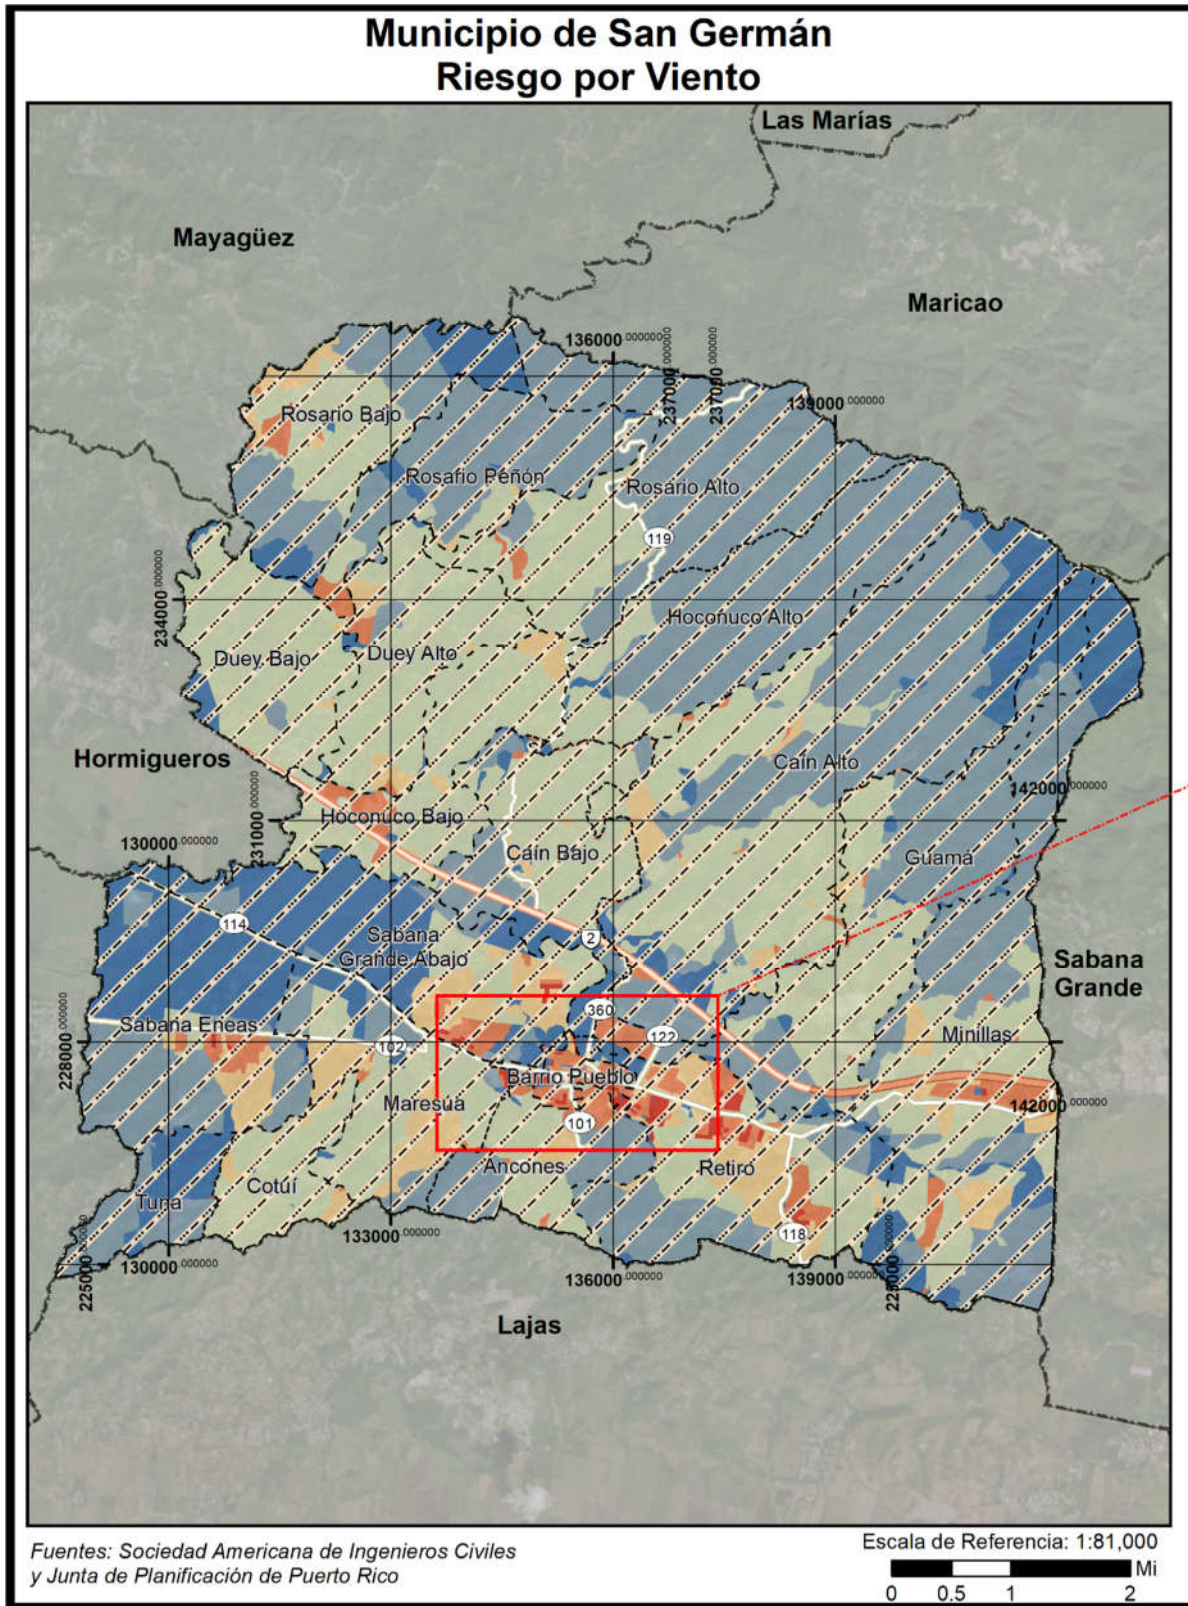 Municipio de San Germán
Riesgo por Viento
Las Marías
Mayagüez
Maricao
136000.000000
237000.000000
237000.000000
139000.000000
Rosario Bajo
Rosario Peñón
Rosario Alto
119
234000.000000
Hoconuco Alto
Duey Bajo
Duey Alto
Hormigueros
Caín Alto
142000.000000
231000.000000
Hoconuco Bajo
130000.000000
Caín Bajo
Guamá
114
Sabana
Grande Abajo
2
Sabana
Grande
360
228000.000000
Sabana Eneas
102
122
Minillas
Barrio Pueblo
Maresúa
142000.000000
101
Ancones
Retiro
Cotuí
Tuna
118
133000.000000
225000.000000
130000.000000
136000.000000
139000.000000
225000.000000
Lajas
Fuentes: Sociedad Americana de Ingenieros Civiles
y Junta de Planificación de Puerto Rico
Escala de Referencia: 1:81,000
Mi
0 0.5 1 2